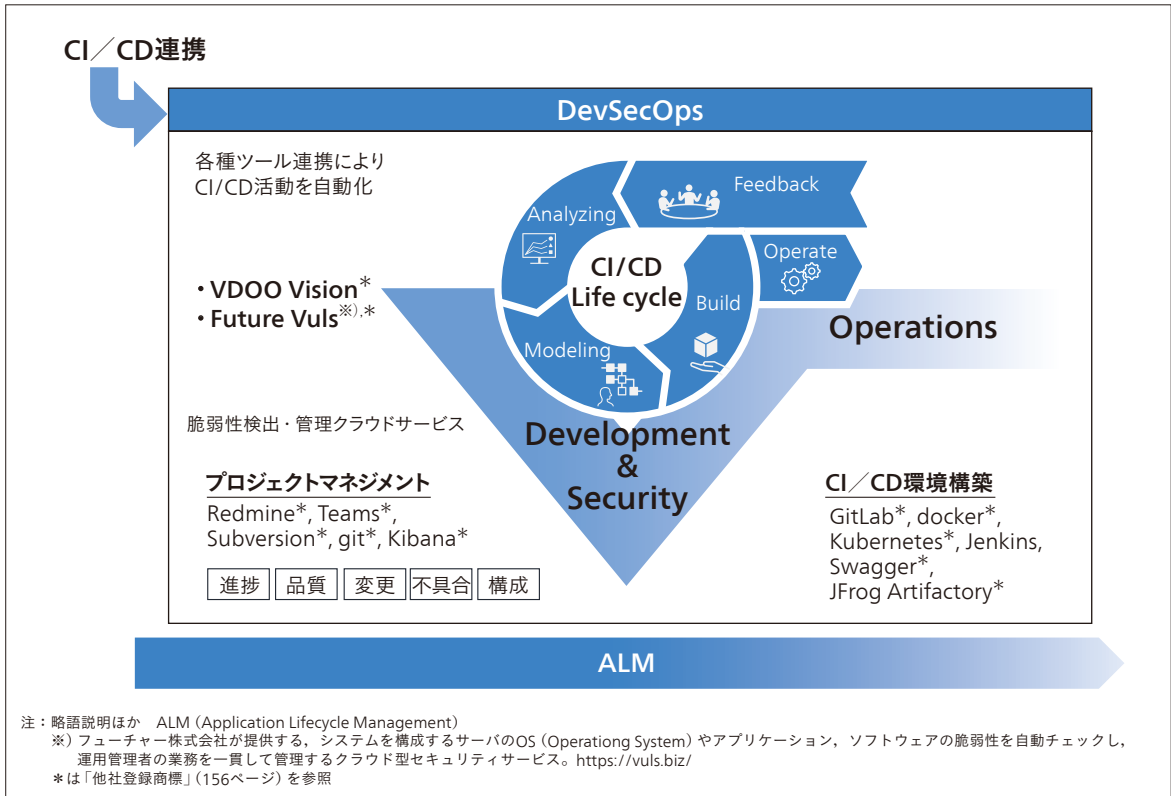 CI／CD連携
DevSecOps
各種ツール連携により
CI/CD活動を自動化
Feedback
Analyzing
Operate
CI/CD
Life cycle
Build
Modeling
・VDOO Vision＊
・Future Vuls※),＊
Operations
脆弱性検出・管理クラウドサービス
Development
&
Security
プロジェクトマネジメント
Redmine＊, Teams＊,
Subversion＊, git＊, Kibana＊
進捗 品質 変更 不具合 構成
CI／CD環境構築
GitLab＊, docker＊,
Kubernetes＊, Jenkins,
Swagger＊,
JFrog Artifactory＊
ALM
注：略語説明ほか　ALM（Application Lifecycle Management）
※）フューチャー株式会社が提供する，システムを構成するサーバのOS（Operationg System）やアプリケーション，ソフトウェアの脆弱性を自動チェックし，
運用管理者の業務を一貫して管理するクラウド型セキュリティサービス。https://vuls.biz/
＊は「他社登録商標」（156ページ）を参照